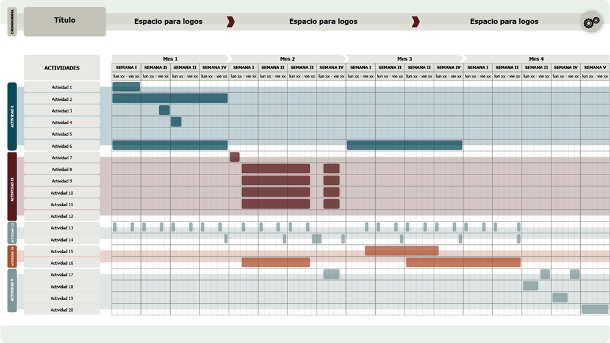 CRONOGRAMA
Título
Espacio para logos
Espacio para logos
Espacio para logos
Mes 1
Mes 2
Mes 3
Mes 4
ACTIVIDADES
SEMANA I SEMANA II SEMANA III SEMANA IV SEMANA I SEMANA II SEMANA III SEMANA IV SEMANA I SEMANA II SEMANA III SEMANA IV SEMANA I SEMANA II SEMANA III SEMANA IV SEMANA V
lun xx - vie xx lun xx - vie xx lun xx - vie xx lun xx - vie xx lun xx - vie xx lun xx - vie xx lun xx - vie xx lun xx - vie xx lun xx - vie xx lun xx - vie xx lun xx - vie xx lun xx - vie xx lun xx - vie xx lun xx - vie xx lun xx - vie xx lun xx - vie xx lun xx - vie xx
Actividad 1
Actividad 2
Actividad 3
Actividad 4
Actividad 5
Actividad 6
Actividad 7
Actividad 8
Actividad 9
Actividad 10
Actividad 11
Actividad 12
Actividad 13
Actividad 14
Actividad 15
Actividad 16
Actividad 17
Actividad 18
Actividad 19
Actividad 20